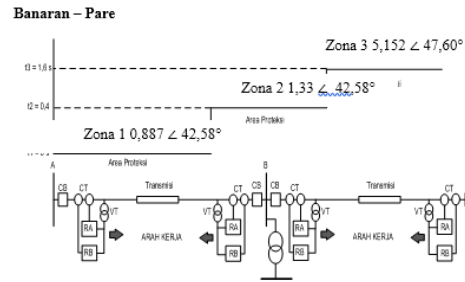 Banaran – Pare
Zona 3 5,152 ∠ 47,60°
t3 = 1,6 s
Zona 2 1,33 ∠ 42,58°
t2 = 0,4
Area Proteksi
Zona 1 0,887 ∠ 42,58°
Area Proteksi
A B
CB CT Transmisi CT CB CB CT Transmisi CT
VT VT VT VT
RA ARAH KERJA RA RA ARAH KERJA RA
RB RB RB RB